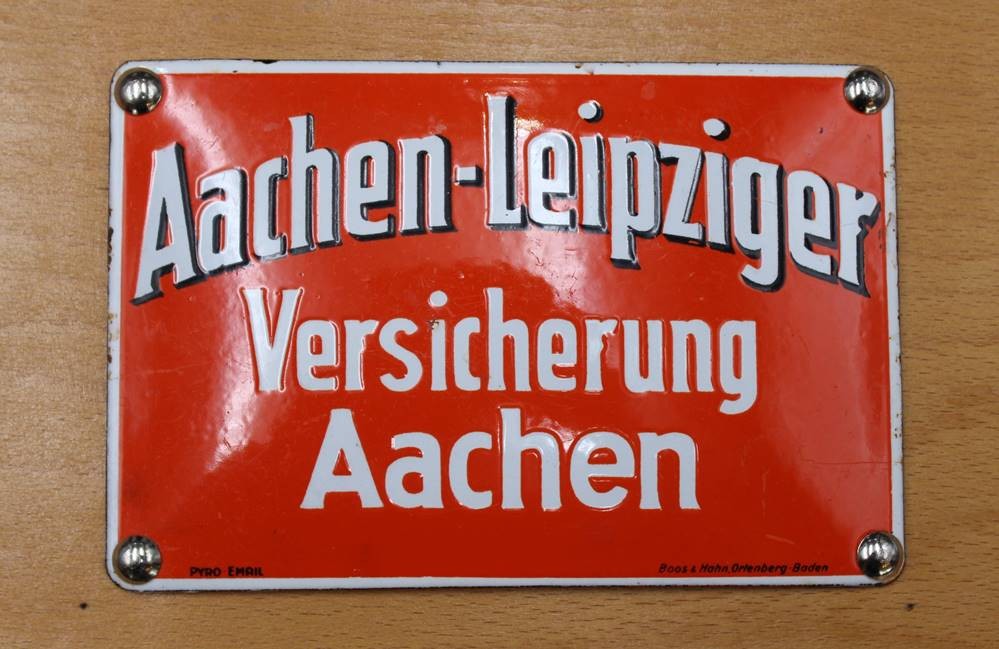 Aachen-Leipziger
Versicherung
Aachen
PYRO EMAIL
Boos & Hahn, Ortenberg-Baden